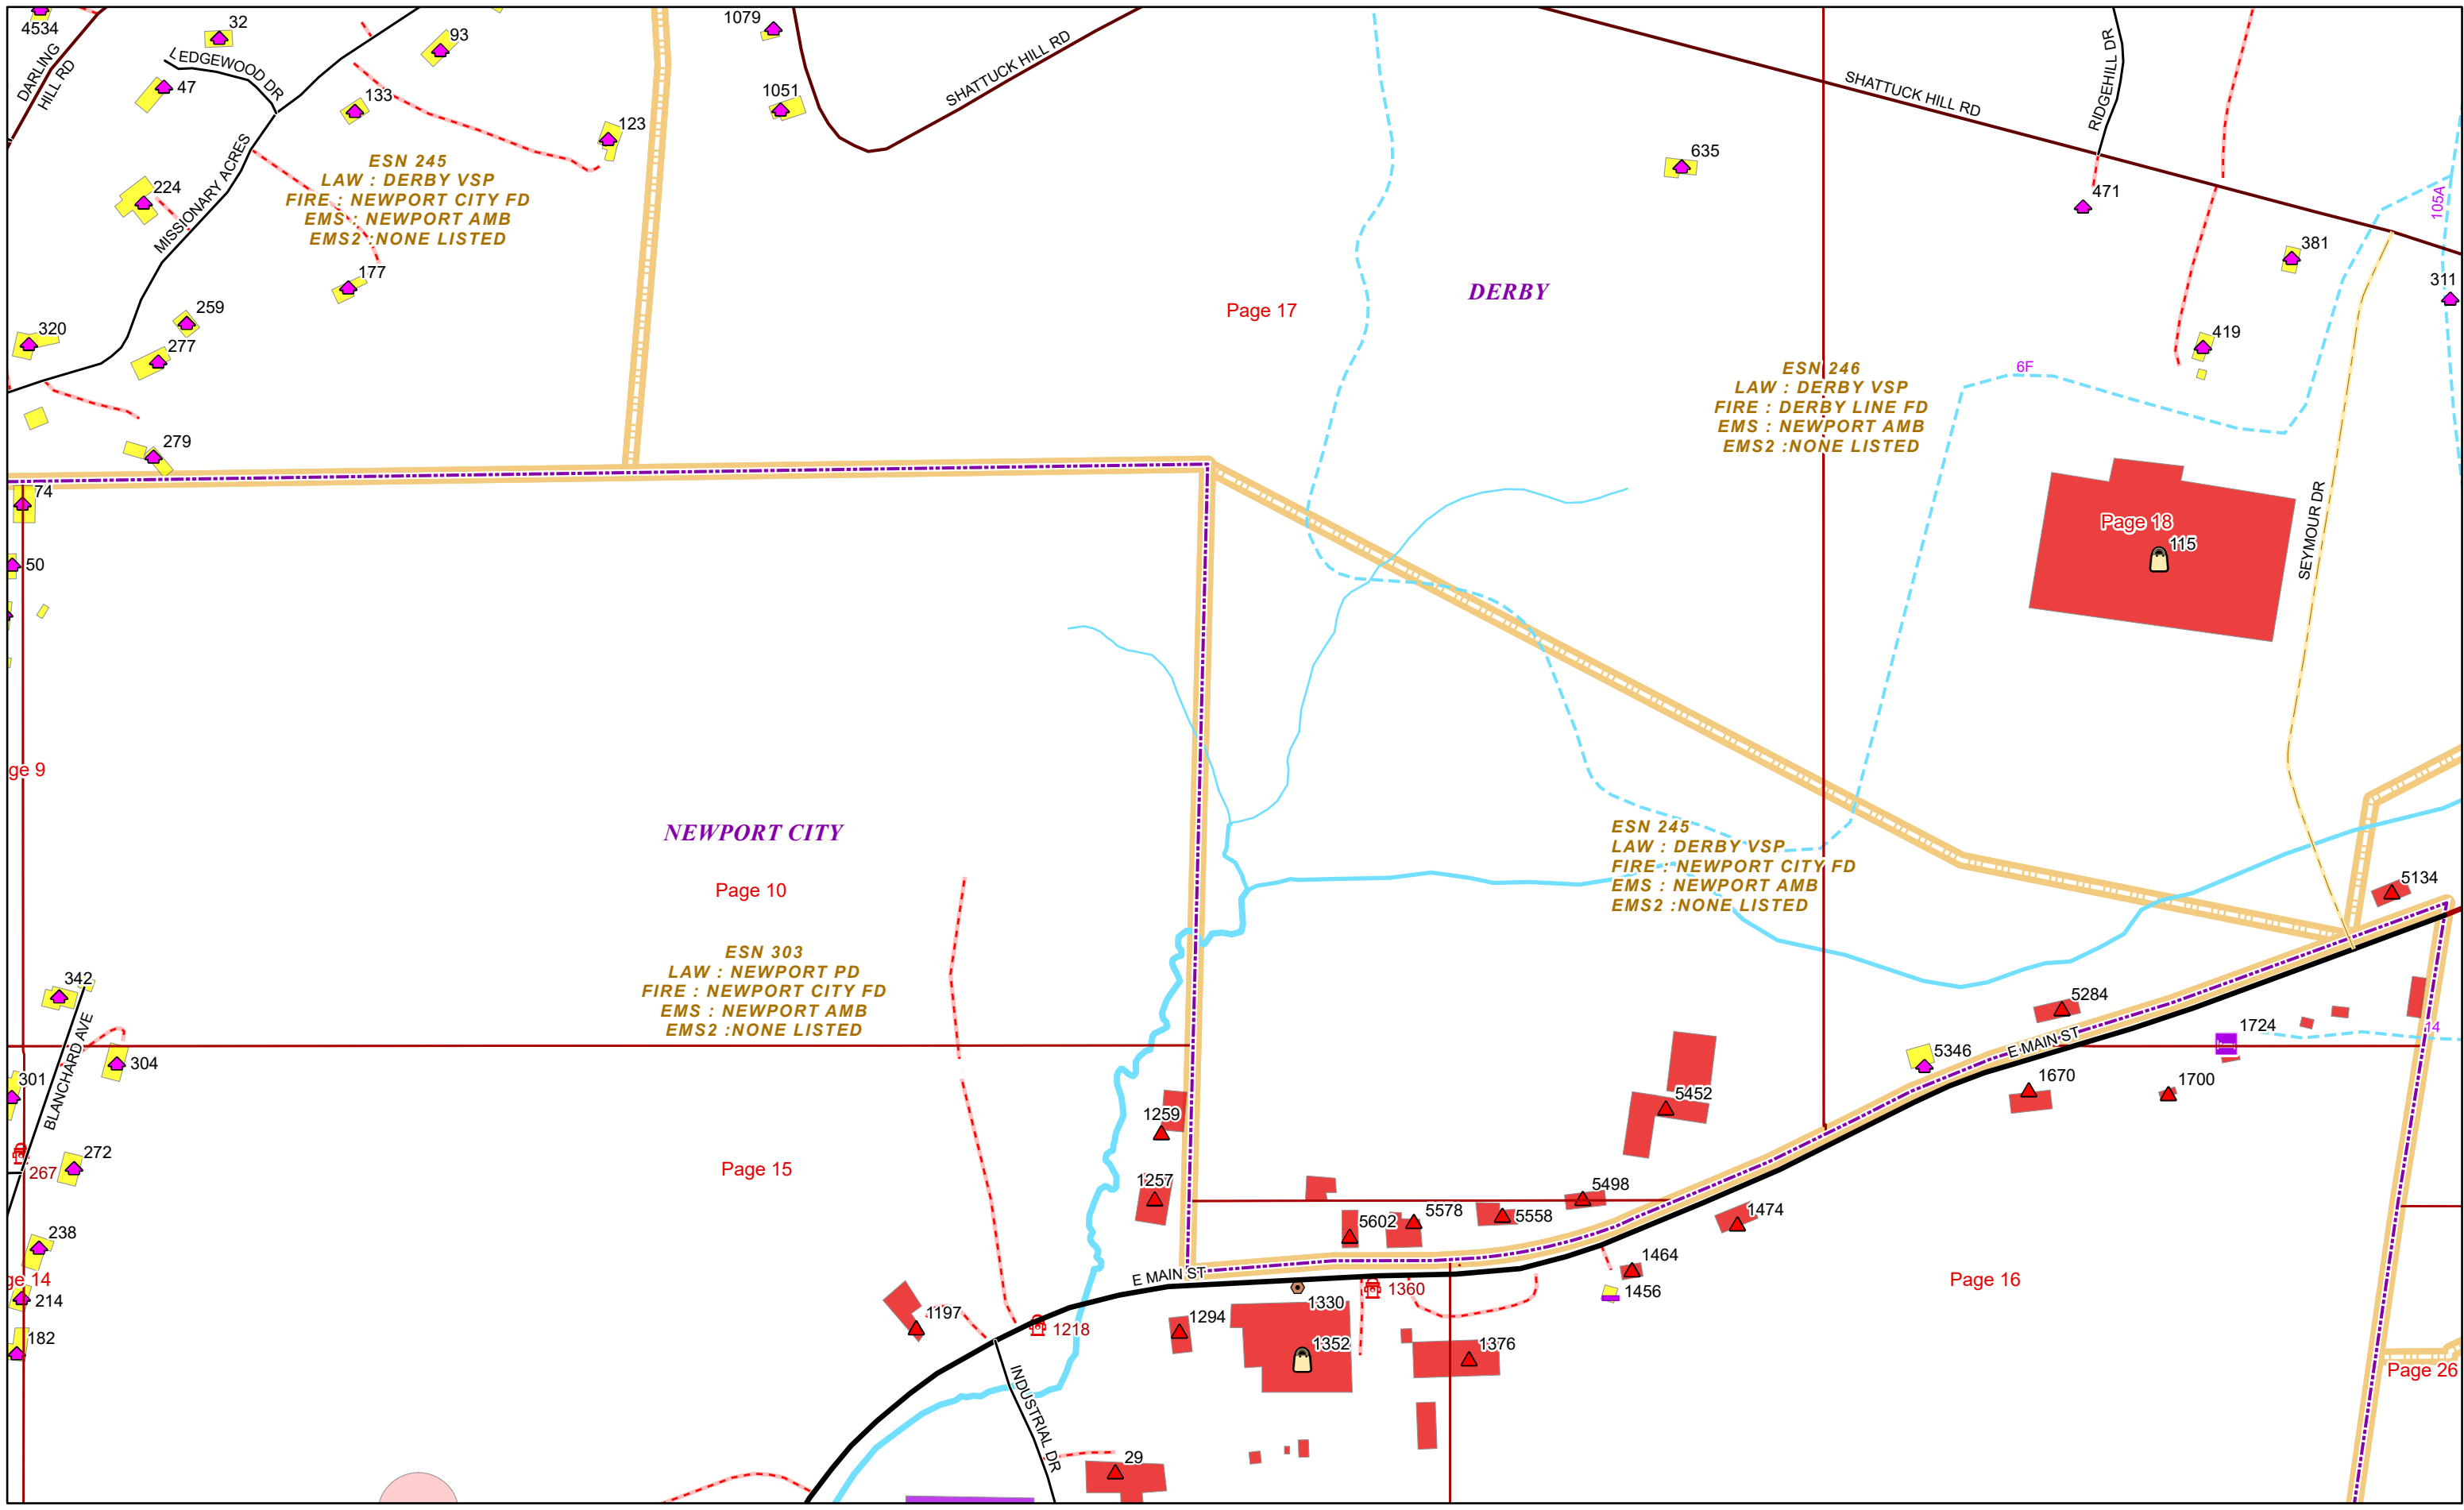 4534
32
93
1079
DARLING
HILL RD
LEDGEWOOD DR
47
133
123
1051
SHATTUCK HILL RD
SHATTUCK HILL RD
RIDGEHILL DR
635
471
105A
381
311
MISSIONARY ACRES
224
ESN 245
LAW : DERBY VSP
FIRE : NEWPORT CITY FD
EMS : NEWPORT AMB
EMS2 :NONE LISTED
177
259
277
320
279
DERBY
Page 17
419
6F
ESN 246
LAW : DERBY VSP
FIRE : DERBY LINE FD
EMS : NEWPORT AMB
EMS2 :NONE LISTED
74
50
Page 18
115
SEYMOUR DR
ge 9
NEWPORT CITY
Page 10
ESN 245
LAW : DERBY VSP
FIRE : NEWPORT CITY FD
EMS : NEWPORT AMB
EMS2 :NONE LISTED
5134
ESN 303
LAW : NEWPORT PD
FIRE : NEWPORT CITY FD
EMS : NEWPORT AMB
EMS2 :NONE LISTED
342
BLANCHARD AVE
304
301
272
267
238
ge 14
214
182
5284
1724
14
5346
E MAIN ST
1670
1700
5452
1259
1257
Page 15
5602
5578
5558
5498
1474
1464
1456
Page 16
E MAIN ST
1360
1330
1197
1218
1294
1352
1376
Page 26
INDUSTRIAL DR
29